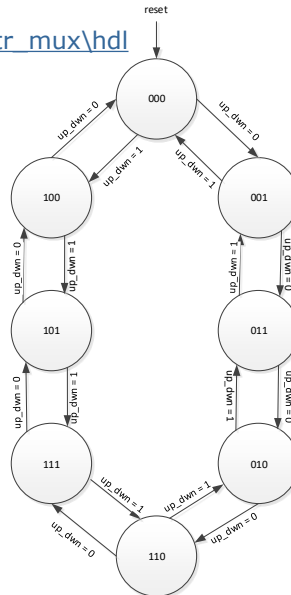 reset
tr_mux\hdl
000
up_dwn = 0
up_dwn = 0
up_dwn = 1
up_dwn = 1
100
001
up_dwn = 0
up_dwn = 1
up_dwn = 1
up_dwn = 0
101
011
up_dwn = 0
up_dwn = 1
up_dwn = 1
up_dwn = 0
111
010
up_dwn = 1
up_dwn = 1
up_dwn = 0
up_dwn = 0
110